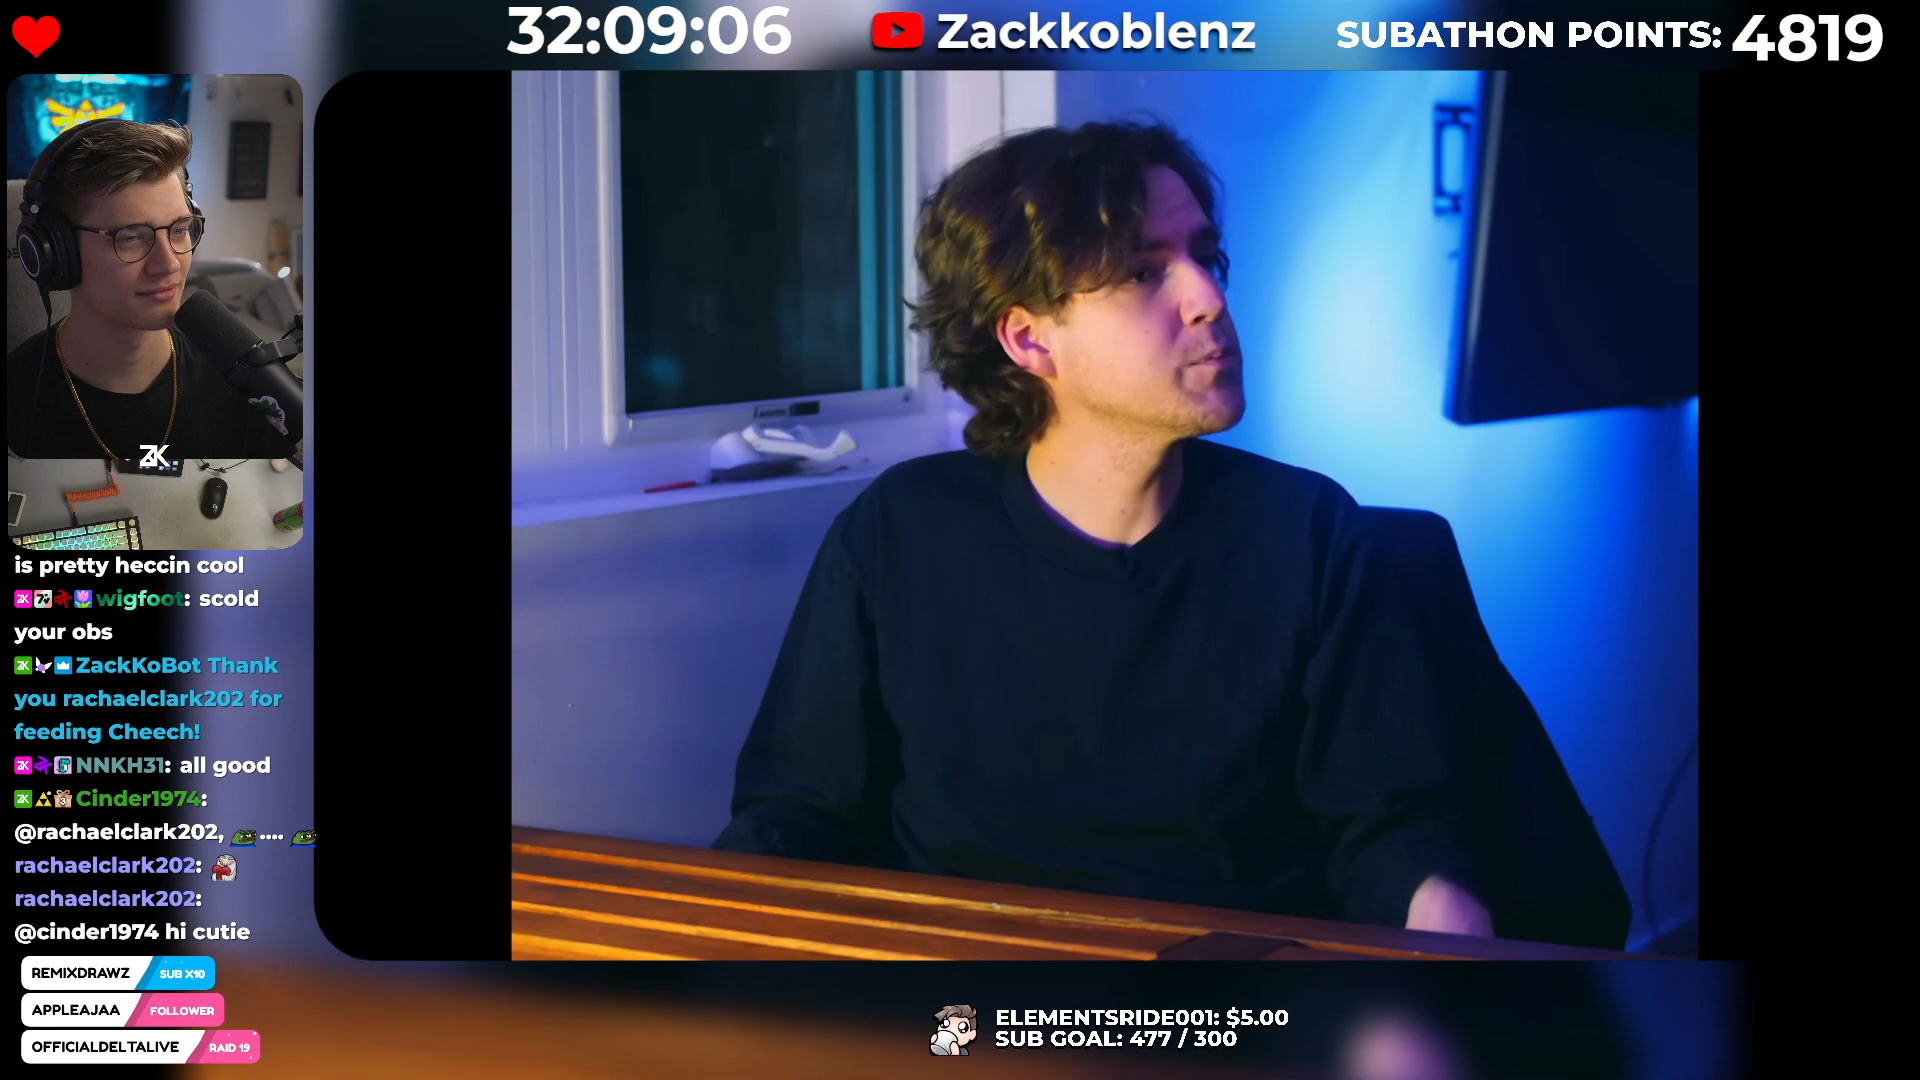 32:09:06
Zackkoblenz
SUBATHON POINTS: 4819
ZK
is pretty heccin cool
wigfoot: scold
your obs
ZackKoBot Thank
you rachaelclark202 for
feeding Cheech!
NNKH31: all good
Cinder1974:
@rachaelclark202, ....
rachaelclark202:
rachaelclark202:
@cinder1974 hi cutie
REMIXDRAWZ SUB X10
APPLEAJAA FOLLOWER
OFFICIALDELTALIVE RAID 19
ELEMENTSRIDE001: $5.00
SUB GOAL: 477 / 300